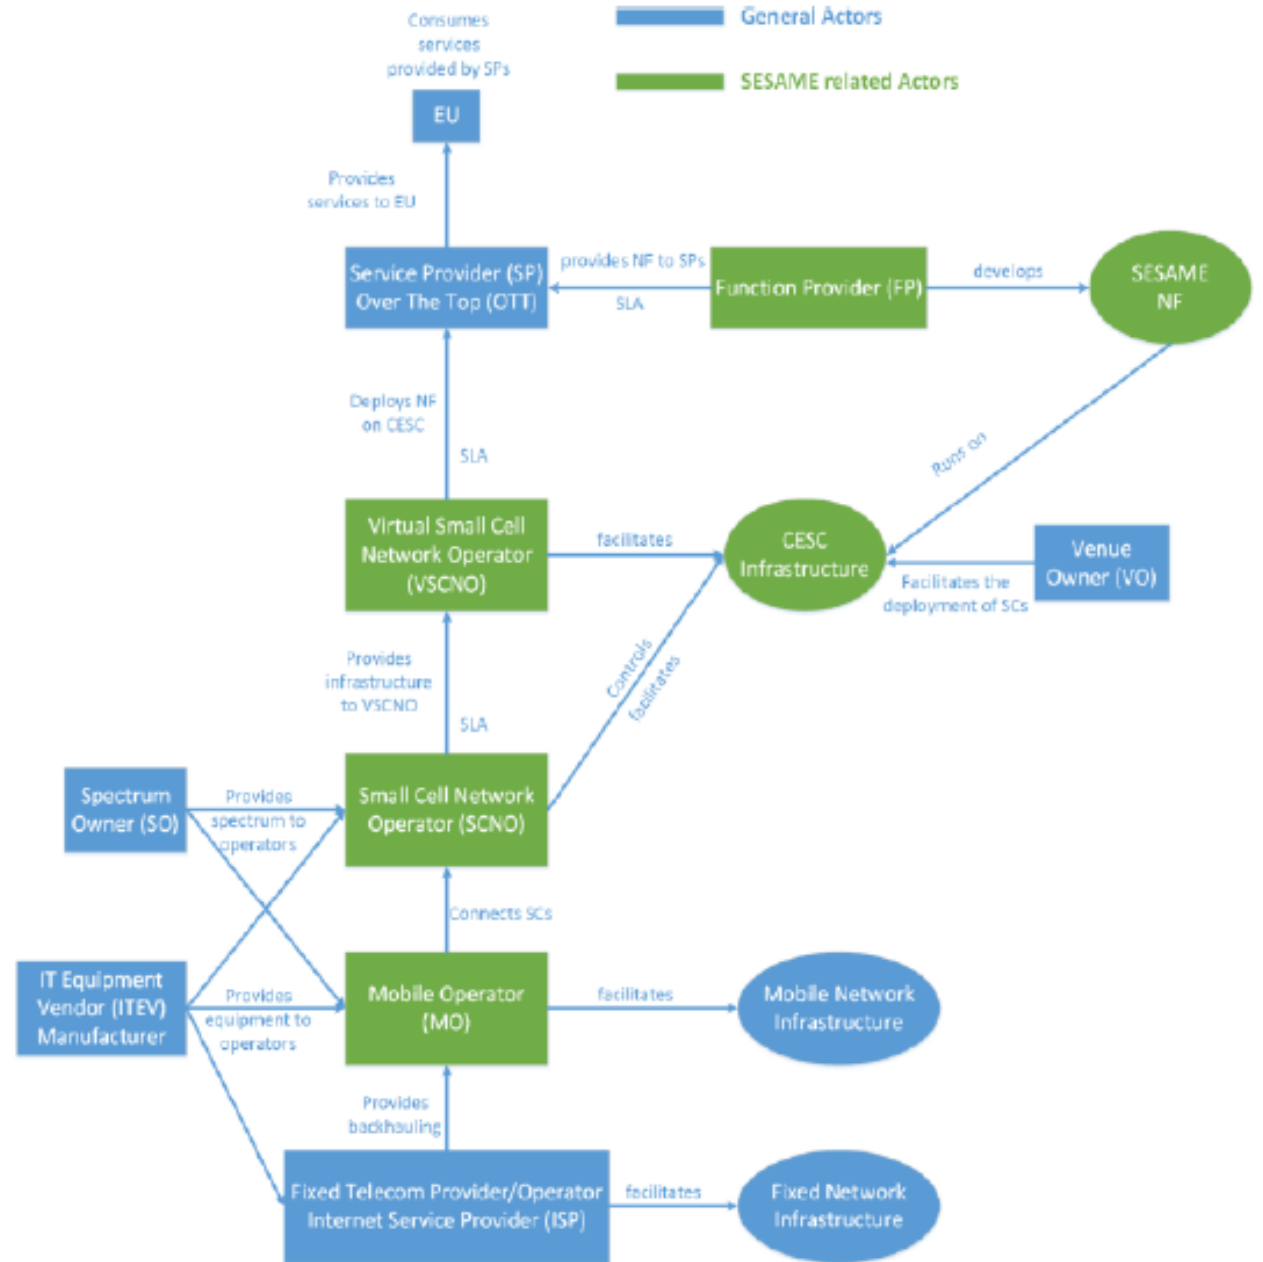 Consumes
services
provided by SPs
General Actors
SESAME related Actors
EU
Provides
services to EU
Service Provider (SP)
Over The Top (OTT)
provides NF to SPs
SLA
Function Provider (FP)
develops
SESAME
NF
Deploys NF
on CESC
SLA
Runs on
Virtual Small Cell
Network Operator
(VSCNO)
facilitates
CESC
Infrastructure
Venue
Owner (VO)
Facilitates the
deployment of SCs
Provides
infrastructure
to VSCNO
SLA
Controls
facilitates
Spectrum
Owner (SO)
Provides
spectrum to
operators
Small Cell Network
Operator (SCNO)
Connects SCs
IT Equipment
Vendor (ITEV)
Manufacturer
Provides
equipment to
operators
Mobile Operator
(MO)
facilitates
Mobile Network
Infrastructure
Provides
backhauling
Fixed Telecom Provider/Operator
Internet Service Provider (ISP)
facilitates
Fixed Network
Infrastructure